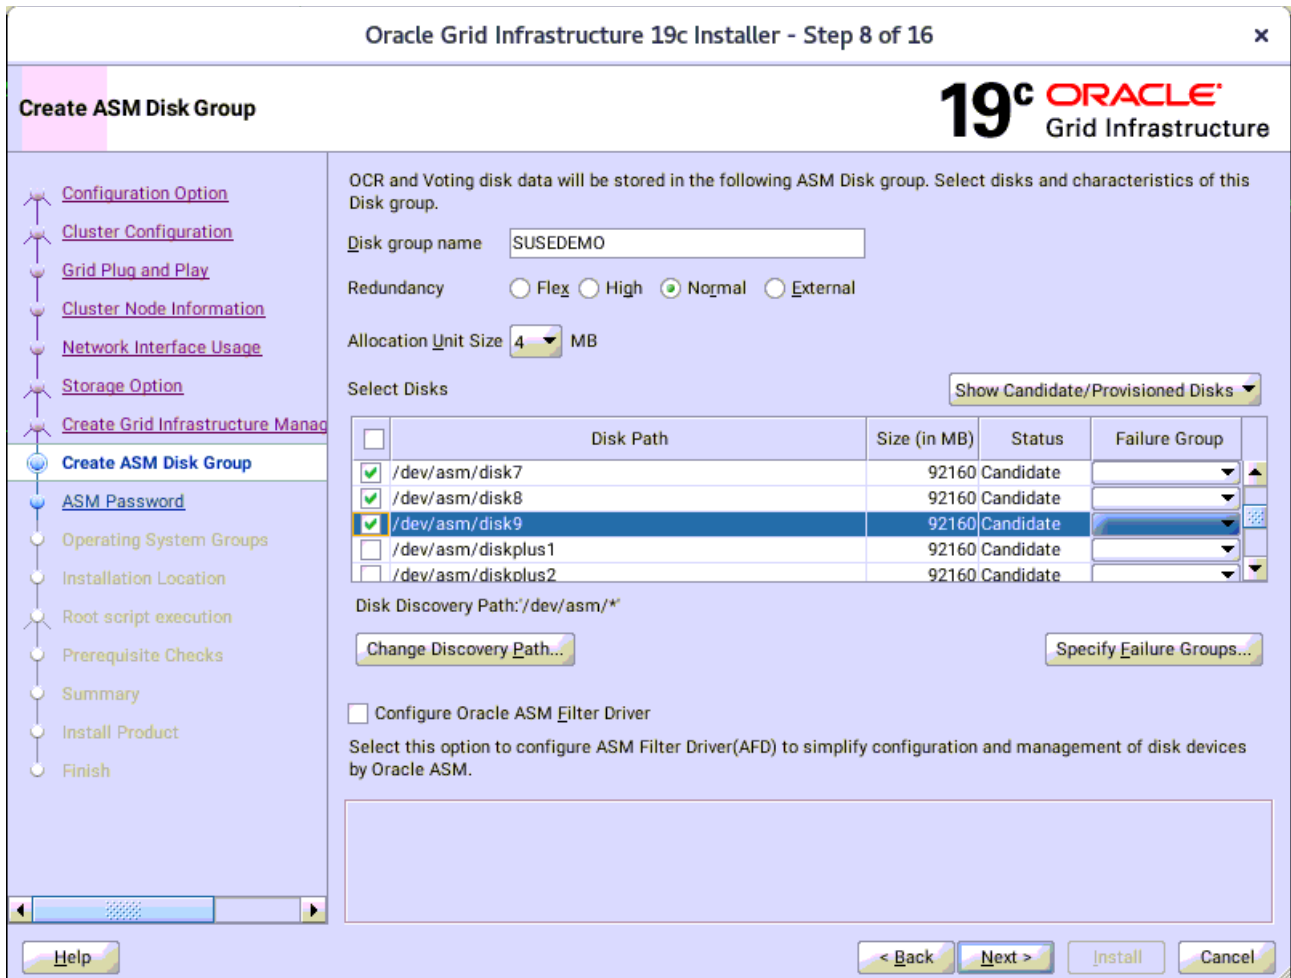 Oracle Grid Infrastructure 19c Installer - Step 8 of 16
Create ASM Disk Group
19c ORACLE
Grid Infrastructure
Configuration Option
Cluster Configuration
Grid Plug and Play
Cluster Node Information
Network Interface Usage
Storage Option
Create Grid Infrastructure Manag
Create ASM Disk Group
ASM Password
Operating System Groups
Installation Location
Root script execution
Prerequisite Checks
Summary
Install Product
Finish
OCR and Voting disk data will be stored in the following ASM Disk group. Select disks and characteristics of this
Disk group.
Disk group name SUSEDEMO
Redundancy Flex High Normal External
Allocation Unit Size 4 MB
Select Disks Show Candidate/Provisioned Disks
Disk Path Size (in MB) Status Failure Group
/dev/asm/disk7 92160 Candidate
/dev/asm/disk8 92160 Candidate
/dev/asm/disk9 92160 Candidate
/dev/asm/diskplus1 92160 Candidate
/dev/asm/diskplus2 92160 Candidate
Disk Discovery Path:'/dev/asm/*'
Change Discovery Path... Specify Failure Groups...
Configure Oracle ASM Filter Driver
Select this option to configure ASM Filter Driver(AFD) to simplify configuration and management of disk devices
by Oracle ASM.
Help < Back Next > Install Cancel